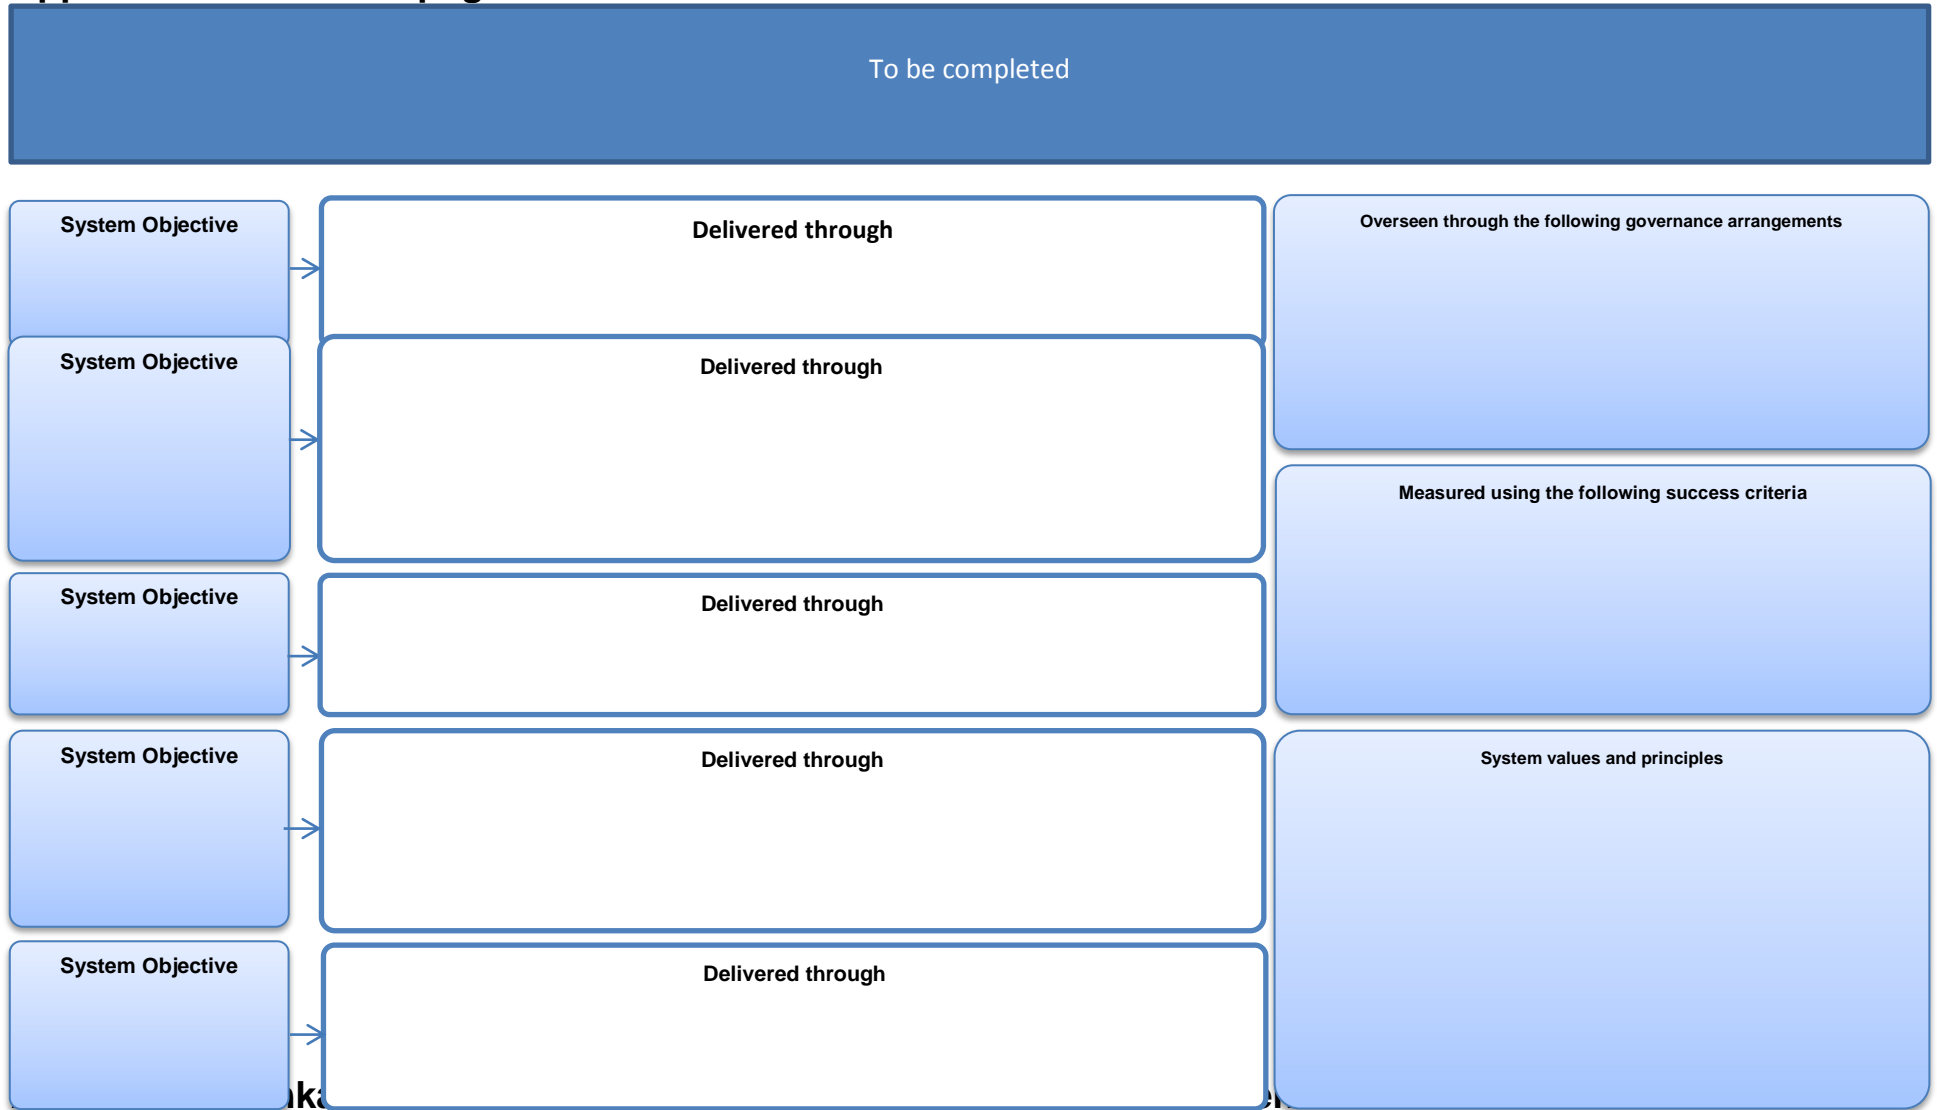 To be completed
System Objective
Delivered through
Overseen through the following governance arrangements
System Objective
Delivered through
Measured using the following success criteria
System Objective
Delivered through
System Objective
Delivered through
System values and principles
System Objective
Delivered through